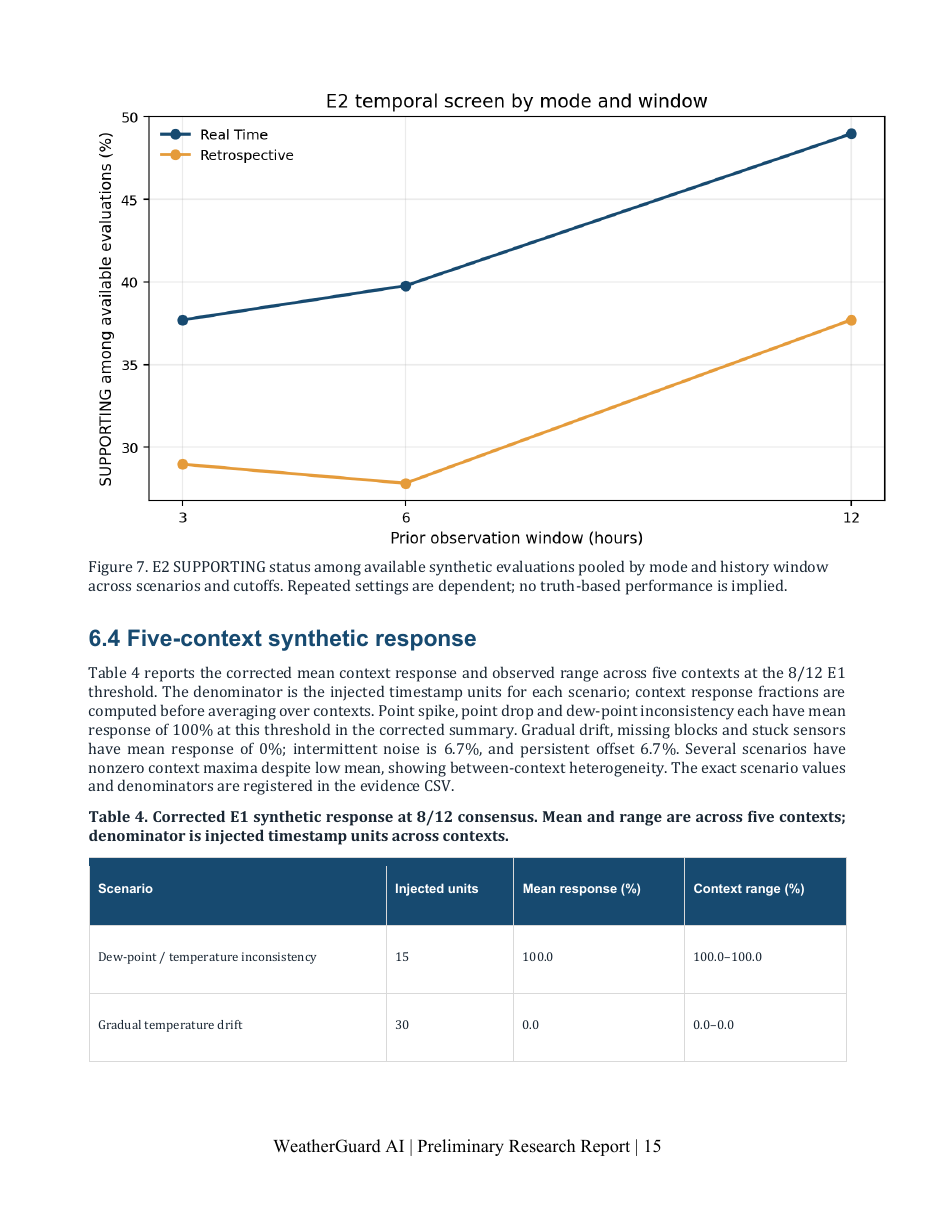 E2 temporal screen by mode and window
Real Time
Retrospective
SUPPORTING among available evaluations (%)
50
45
40
35
30
3 6 12
Prior observation window (hours)
Figure 7. E2 SUPPORTING status among available synthetic evaluations pooled by mode and history window
across scenarios and cutoffs. Repeated settings are dependent; no truth-based performance is implied.
6.4 Five-context synthetic response
Table 4 reports the corrected mean context response and observed range across five contexts at the 8/12 E1
threshold. The denominator is the injected timestamp units for each scenario; context response fractions are
computed before averaging over contexts. Point spike, point drop and dew-point inconsistency each have mean
response of 100% at this threshold in the corrected summary. Gradual drift, missing blocks and stuck sensors
have mean response of 0%; intermittent noise is 6.7%, and persistent offset 6.7%. Several scenarios have
nonzero context maxima despite low mean, showing between-context heterogeneity. The exact scenario values
and denominators are registered in the evidence CSV.
Table 4. Corrected E1 synthetic response at 8/12 consensus. Mean and range are across five contexts;
denominator is injected timestamp units across contexts.
Scenario Injected units Mean response (%) Context range (%)
Dew-point / temperature inconsistency 15 100.0 100.0–100.0
Gradual temperature drift 30 0.0 0.0–0.0
WeatherGuard AI | Preliminary Research Report | 15